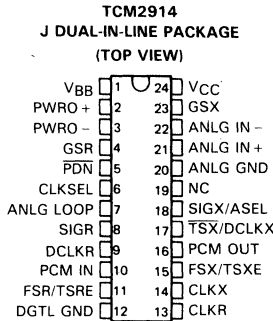 TCM2914
J DUAL-IN-LINE PACKAGE
(TOP VIEW)
VBB 1 24 VCC
PWRO + 2 23 GSX
PWRO − 3 22 ANLG IN −
GSR 4 21 ANLG IN +
PDN 5 20 ANLG GND
CLKSEL 6 19 NC
ANLG LOOP 7 18 SIGX/ASEL
SIGR 8 17 TSX/DCLKX
DCLKR 9 16 PCM OUT
PCM IN 10 15 FSX/TSXE
FSR/TSRE 11 14 CLKX
DGTL GND 12 13 CLKR